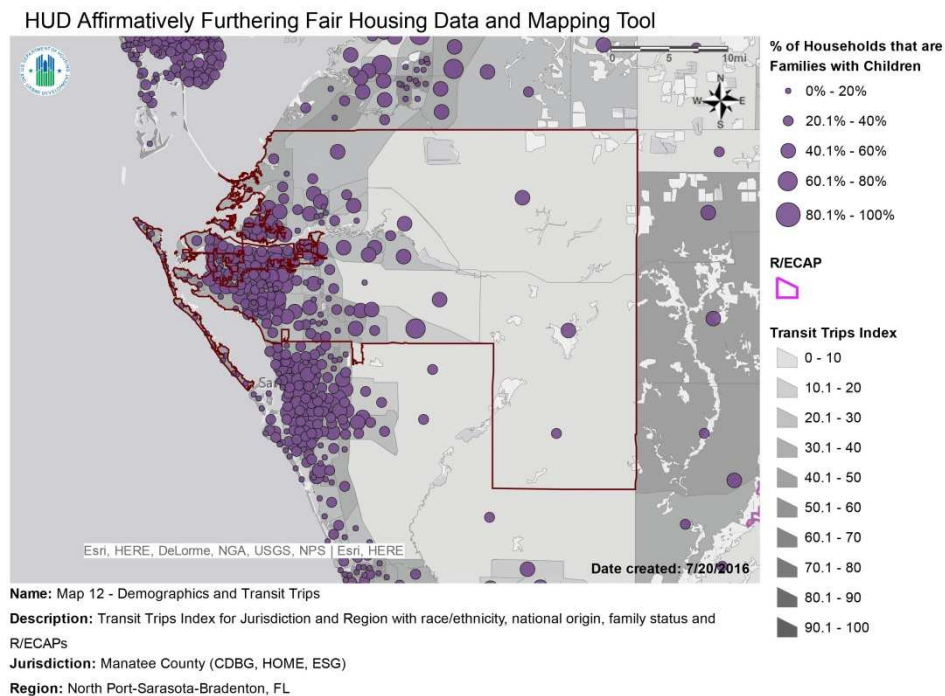 HUD Affirmatively Furthering Fair Housing Data and Mapping Tool
0 5 10mi
N
W E
S
Sar
Esri, HERE, DeLorme, NGA, USGS, NPS | Esri, HERE
Date created: 7/20/2016
% of Households that are
Families with Children
0% - 20%
20.1% - 40%
40.1% - 60%
60.1% - 80%
80.1% - 100%
R/ECAP
Transit Trips Index
0 - 10
10.1 - 20
20.1 - 30
30.1 - 40
40.1 - 50
50.1 - 60
60.1 - 70
70.1 - 80
80.1 - 90
90.1 - 100
Name: Map 12 - Demographics and Transit Trips
Description: Transit Trips Index for Jurisdiction and Region with race/ethnicity, national origin, family status and
R/ECAPs
Jurisdiction: Manatee County (CDBG, HOME, ESG)
Region: North Port-Sarasota-Bradenton, FL